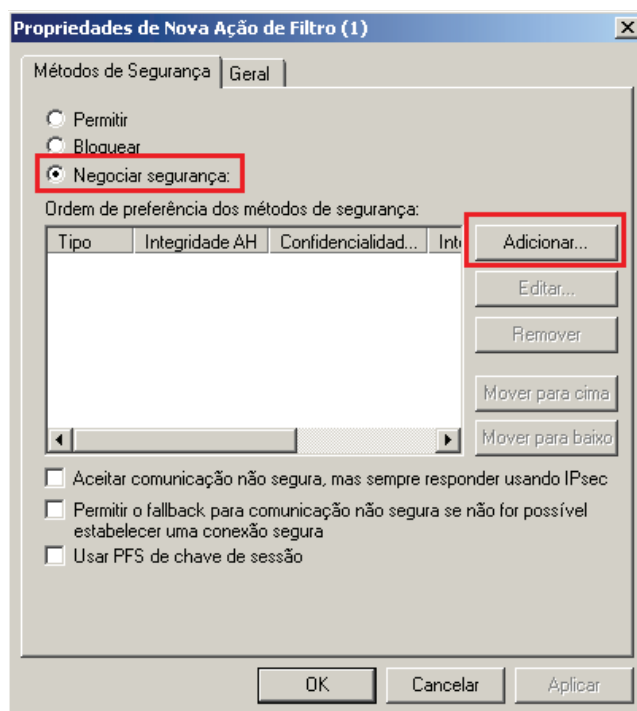 Propriedades de Nova Ação de Filtro (1)
Métodos de Segurança Geral
Permitir
Bloquear
Negociar segurança:
Ordem de preferência dos métodos de segurança:
Tipo Integridade AH Confidencialidad... Inte Adicionar...
Editar...
Remover
Mover para cima
Mover para baixo
Aceitar comunicação não segura, mas sempre responder usando IPsec
Permitir o fallback para comunicação não segura se não for possível
estabelecer uma conexão segura
Usar PFS de chave de sessão
OK Cancelar Aplicar